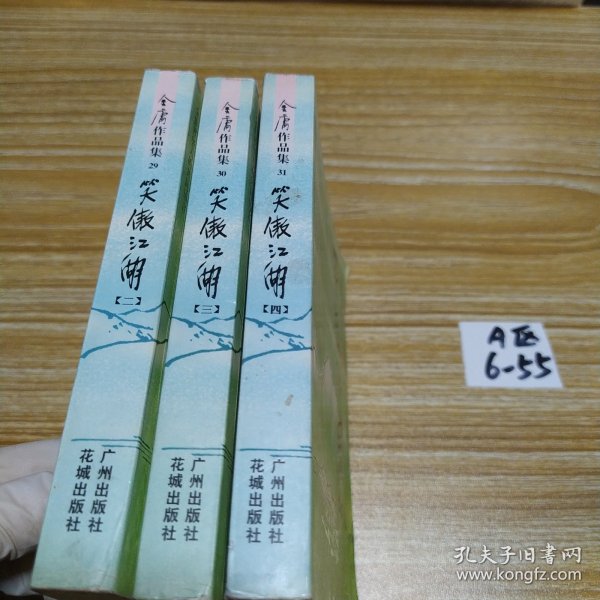 金庸作品集 29
笑傲江湖
【二】
广州出版社
花城出版社
金庸作品集 30
笑傲江湖
【三】
广州出版社
花城出版社
金庸作品集 31
笑傲江湖
【四】
广州出版社
花城出版社
A区
6-55
孔夫子旧书网
www.kongfz.com